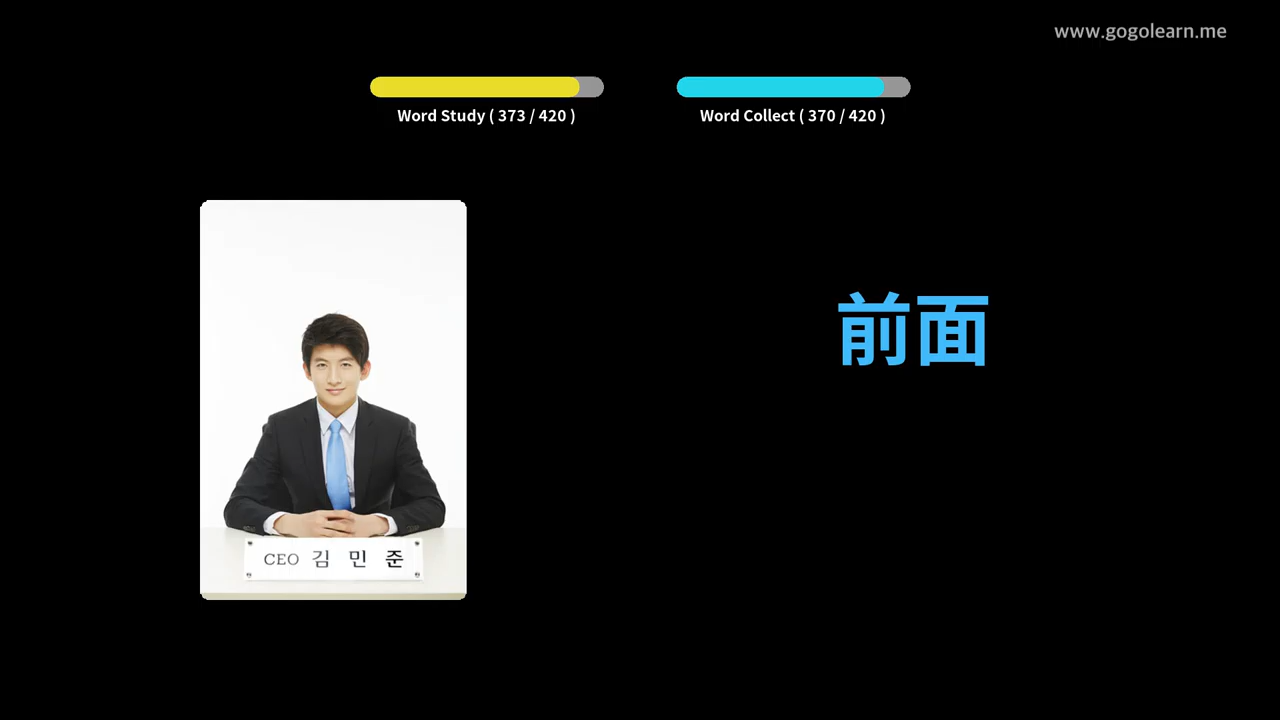 www.gogolearn.me
Word Study ( 373 / 420 )
Word Collect ( 370 / 420 )
前面
CEO 김 민 준